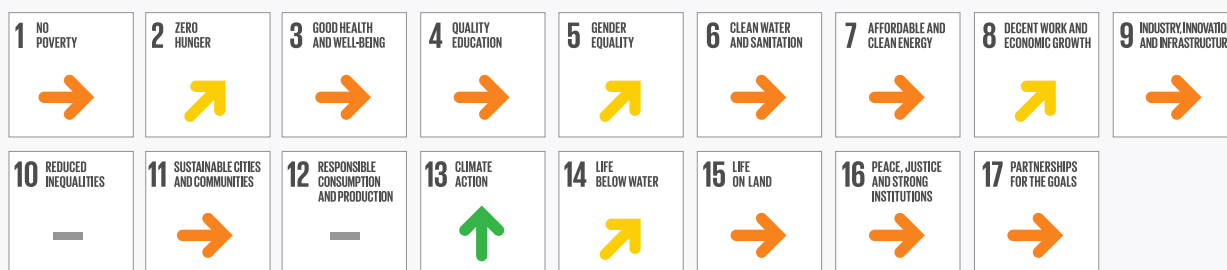 1 NO
POVERTY
2 ZERO
HUNGER
3 GOOD HEALTH
AND WELL-BEING
4 QUALITY
EDUCATION
5 GENDER
EQUALITY
6 CLEAN WATER
AND SANITATION
7 AFFORDABLE AND
CLEAN ENERGY
8 DECENT WORK AND
ECONOMIC GROWTH
9 INDUSTRY, INNOVATIO
AND INFRASTRUCTUR
10 REDUCED
INEQUALITIES
11 SUSTAINABLE CITIES
AND COMMUNITIES
12 RESPONSIBLE
CONSUMPTION
AND PRODUCTION
13 CLIMATE
ACTION
14 LIFE
BELOW WATER
15 LIFE
ON LAND
16 PEACE, JUSTICE
AND STRONG
INSTITUTIONS
17 PARTNERSHIPS
FOR THE GOALS